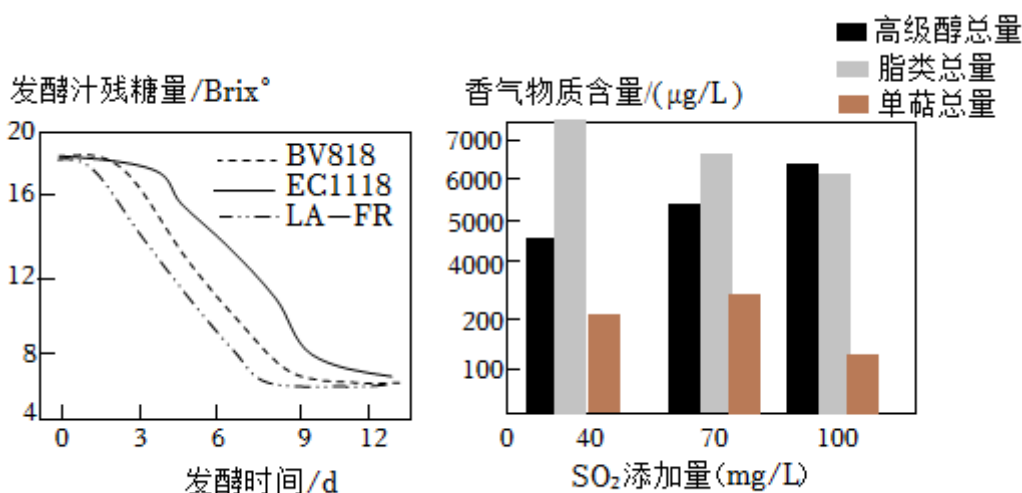 发酵汁残糖量/Brix°
20
16
12
8
4
BV818
EC1118
LA—FR
0 3 6 9 12
发酵时间/d
高级醇总量
脂类总量
单萜总量
香气物质含量/(μg/L)
7000
6000
5000
4000
200
100
0 40 70 100
SO₂添加量(mg/L)